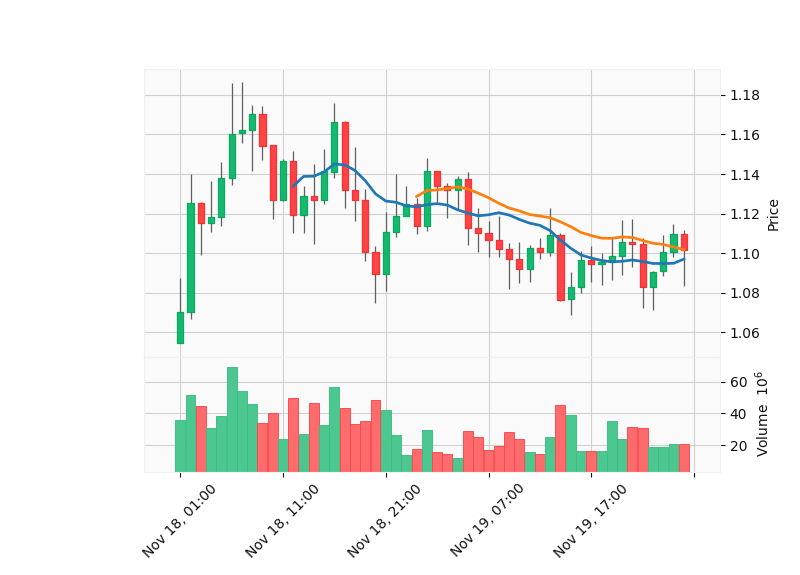 1.18
1.16
1.14
1.12
1.10
1.08
1.06
Price
60
40
20
Volume 10^6
Nov 18, 01:00
Nov 18, 11:00
Nov 18, 21:00
Nov 19, 07:00
Nov 19, 17:00